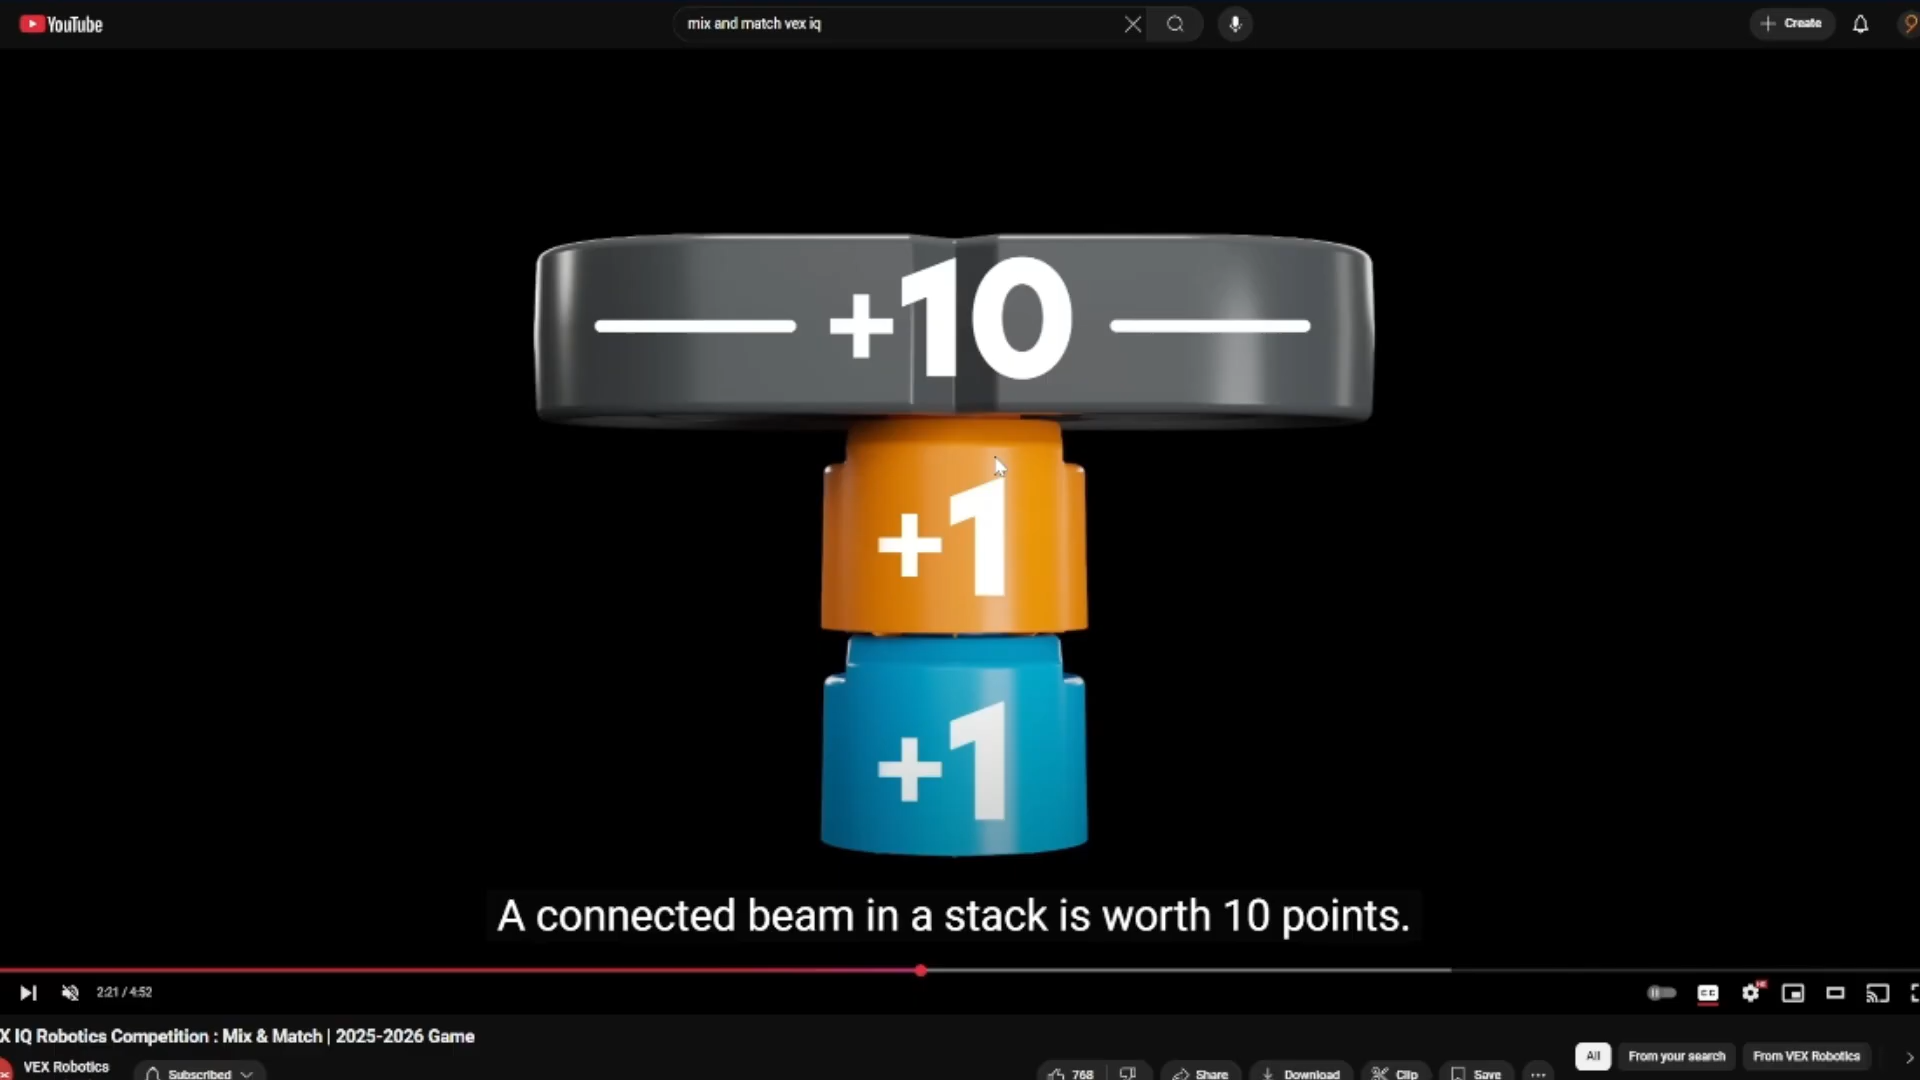 YouTube
mix and match vex iq
Create
+10
+1
+1
A connected beam in a stack is worth 10 points.
2:21 / 4:52
X IQ Robotics Competition : Mix & Match | 2025-2026 Game
VEX Robotics
Subscribed
768
Share
Download
Clip
Save
All
From your search
From VEX Robotics